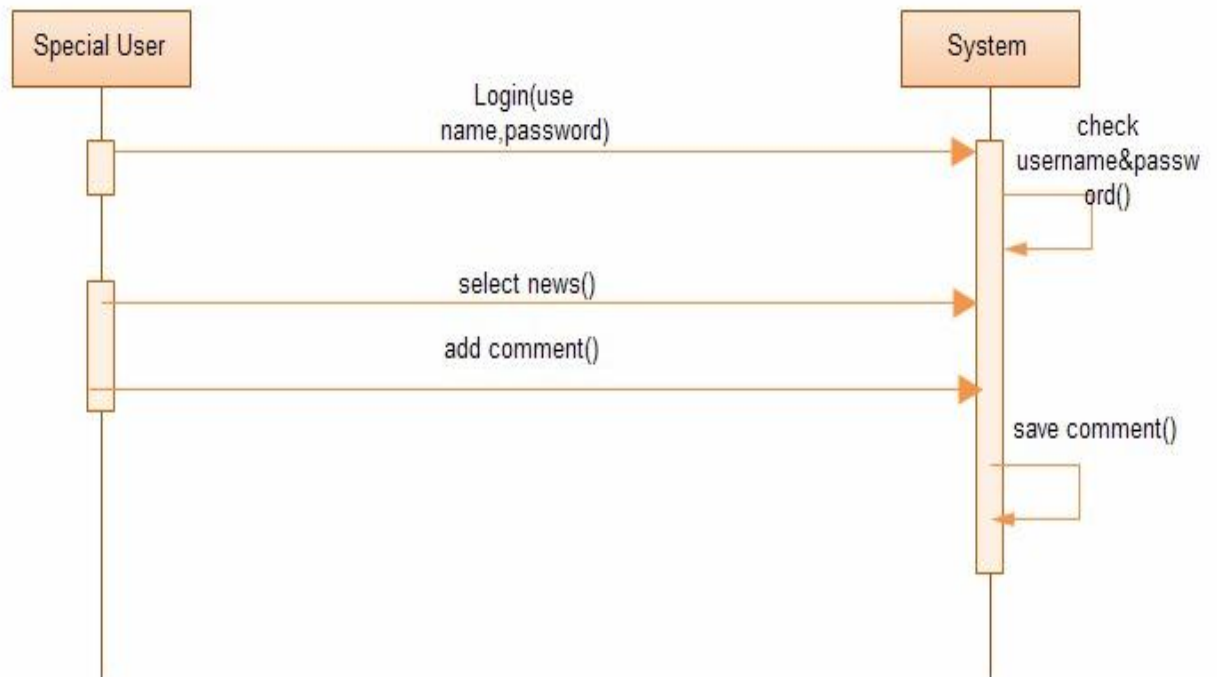 Special User
System
Login(use
name,password)
check
username&passw
ord()
select news()
add comment()
save comment()